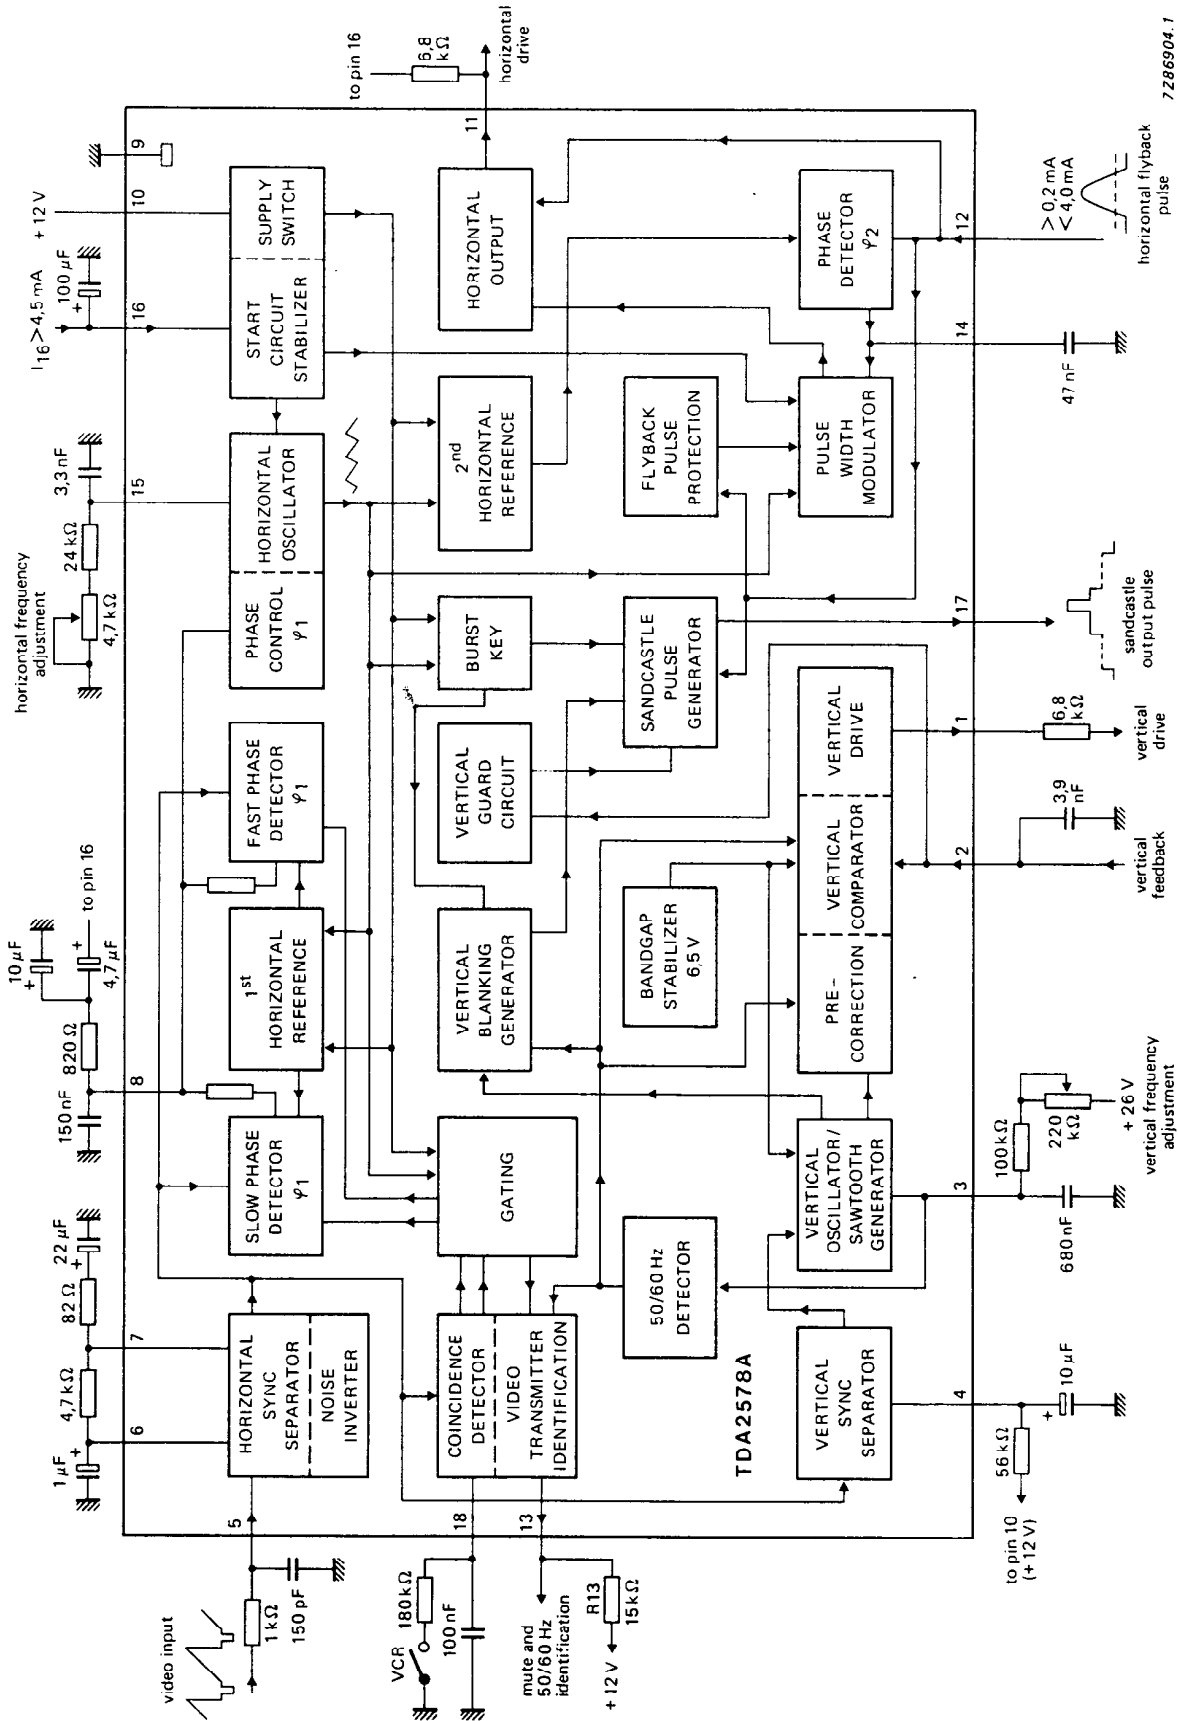 video input
1 kΩ
150 pF
5
VCR
180 kΩ
100 nF
18
mute and
50/60 Hz
identification
13
R13
15kΩ
+ 12 V
to pin 10
(+ 12 V)
56 kΩ
1 µF
+
6
4,7 kΩ
7
82 Ω
22 µF
+
HORIZONTAL
SYNC
SEPARATOR
NOISE
INVERTER
COINCIDENCE
DETECTOR
VIDEO
TRANSMITTER
IDENTIFICATION
50/60 Hz
DETECTOR
TDA2578A
VERTICAL
SYNC
SEPARATOR
4
+
10 µF
150 nF
8
820 Ω
10 µF
+
4,7 µF
+
to pin 16
SLOW PHASE
DETECTOR
φ1
GATING
VERTICAL
OSCILLATOR/
SAWTOOTH
GENERATOR
3
680 nF
100 kΩ
220
kΩ
+ 26 V
vertical frequency
adjustment
1st
HORIZONTAL
REFERENCE
FAST PHASE
DETECTOR
φ1
VERTICAL
BLANKING
GENERATOR
VERTICAL
GUARD
CIRCUIT
BANDGAP
STABILIZER
6,5 V
PRE-
CORRECTION
VERTICAL
COMPARATOR
VERTICAL
DRIVE
2
3,9
nF
vertical
feedback
1
6,8
kΩ
vertical
drive
horizontal frequency
adjustment
4,7 kΩ
24 kΩ
15
3,3 nF
PHASE
CONTROL
φ1
HORIZONTAL
OSCILLATOR
BURST
KEY
SANDCASTLE
PULSE
GENERATOR
17
sandcastle
output pulse
2nd
HORIZONTAL
REFERENCE
FLYBACK
PULSE
PROTECTION
PULSE
WIDTH
MODULATOR
14
47 nF
I16 > 4,5 mA
+
100 µF
16
+ 12 V
10
9
START
CIRCUIT
STABILIZER
SUPPLY
SWITCH
HORIZONTAL
OUTPUT
PHASE
DETECTOR
φ2
12
> 0,2 mA
< 4,0 mA
horizontal flyback
pulse
to pin 16
6,8
kΩ
11
horizontal
drive
7286904.1